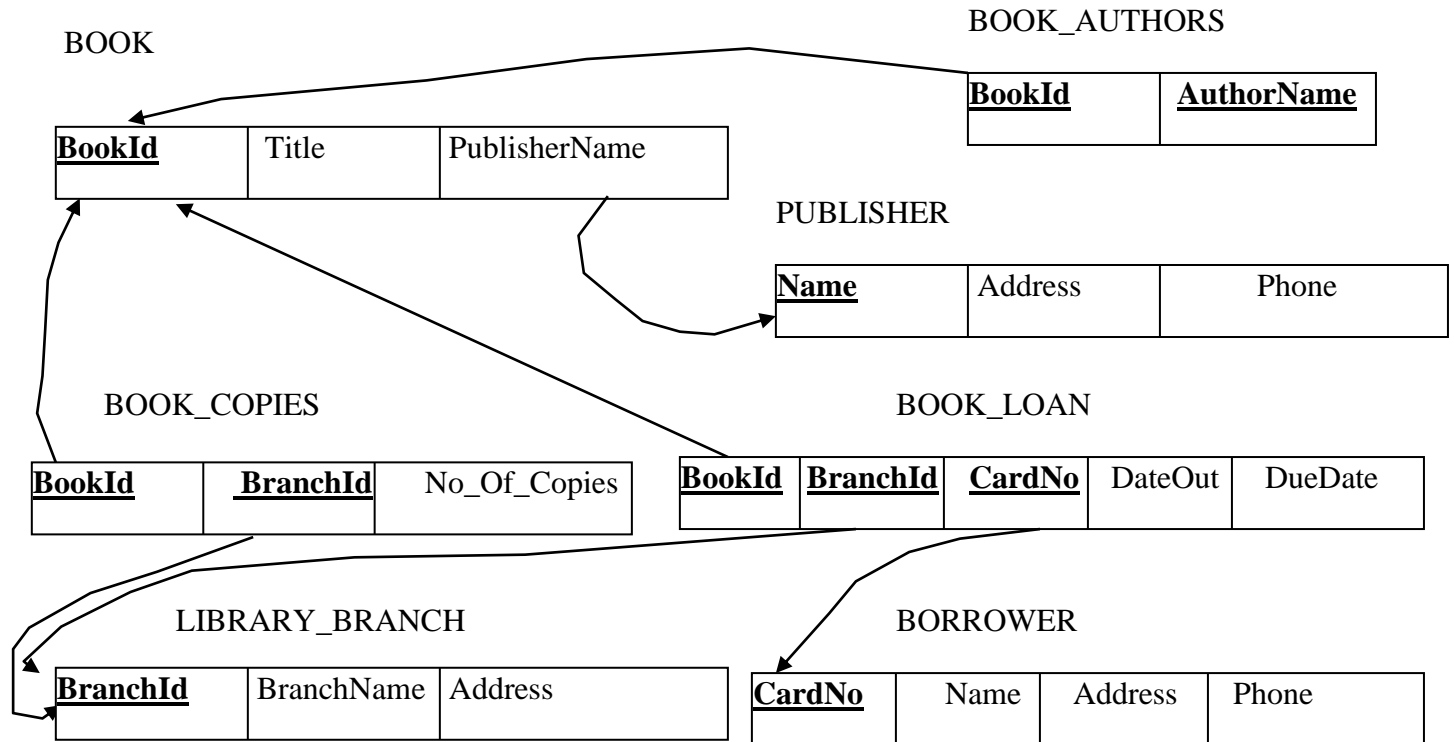 BOOK
BOOK_AUTHORS
BookId AuthorName
BookId Title PublisherName
PUBLISHER
Name Address Phone
BOOK_COPIES
BOOK_LOAN
BookId BranchId No_Of_Copies
BookId BranchId CardNo DateOut DueDate
LIBRARY_BRANCH
BORROWER
BranchId BranchName Address
CardNo Name Address Phone